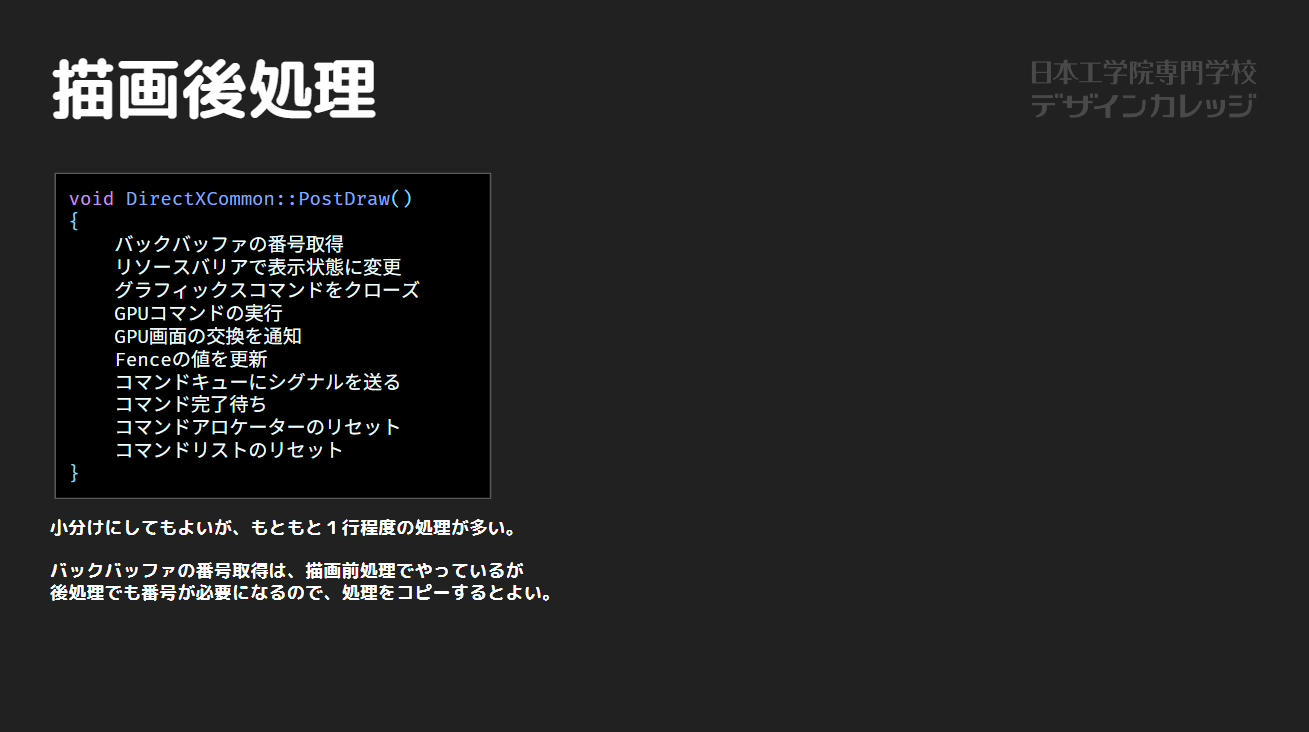 描画後処理
日本工学院専門学校
デザインカレッジ
void DirectXCommon::PostDraw()
{
バックバッファの番号取得
リソースバリアで表示状態に変更
グラフィックスコマンドをクローズ
GPUコマンドの実行
GPU画面の交換を通知
Fenceの値を更新
コマンドキューにシグナルを送る
コマンド完了待ち
コマンドアロケーターのリセット
コマンドリストのリセット
}
小分けにしてもよいが、もともと１行程度の処理が多い。
バックバッファの番号取得は、描画前処理でやっているが
後処理でも番号が必要になるので、処理をコピーするとよい。